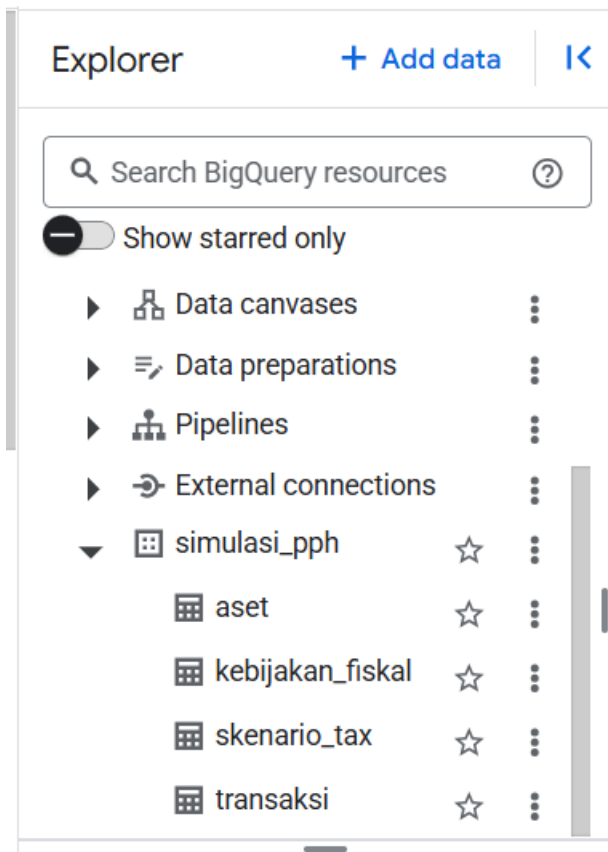 Explorer + Add data
Search BigQuery resources
Show starred only
Data canvases
Data preparations
Pipelines
External connections
simulasi_pph
aset
kebijakan_fiskal
skenario_tax
transaksi